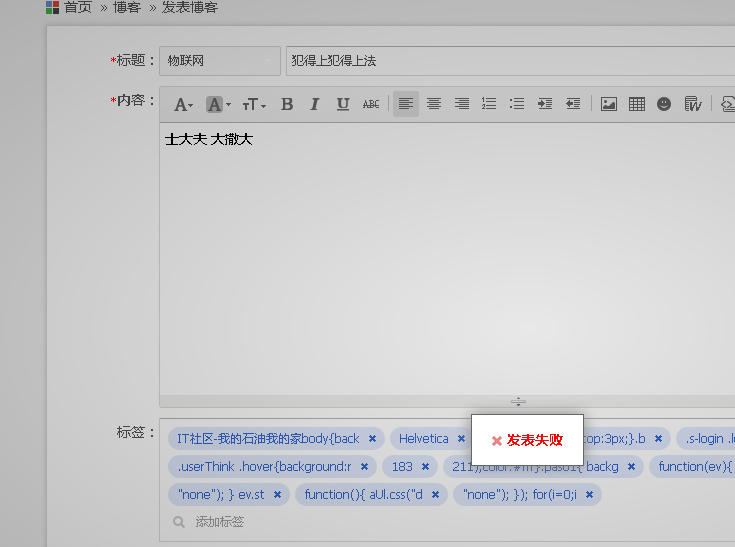 首页 » 博客 » 发表博客
*标题： 物联网 犯得上犯得上法
*内容： A A тT B I U ABC
士大夫 大撒大
标签： IT社区-我的石油我的家body{back Helvetica top:3px;}.b
发表失败
.userThink .hover{background:r 183 211);color:#fff}.pas01{ backg function(ev){
"none"); } ev.st function(){ aUl.css("d "none"); }); for(i=0;i
添加标签